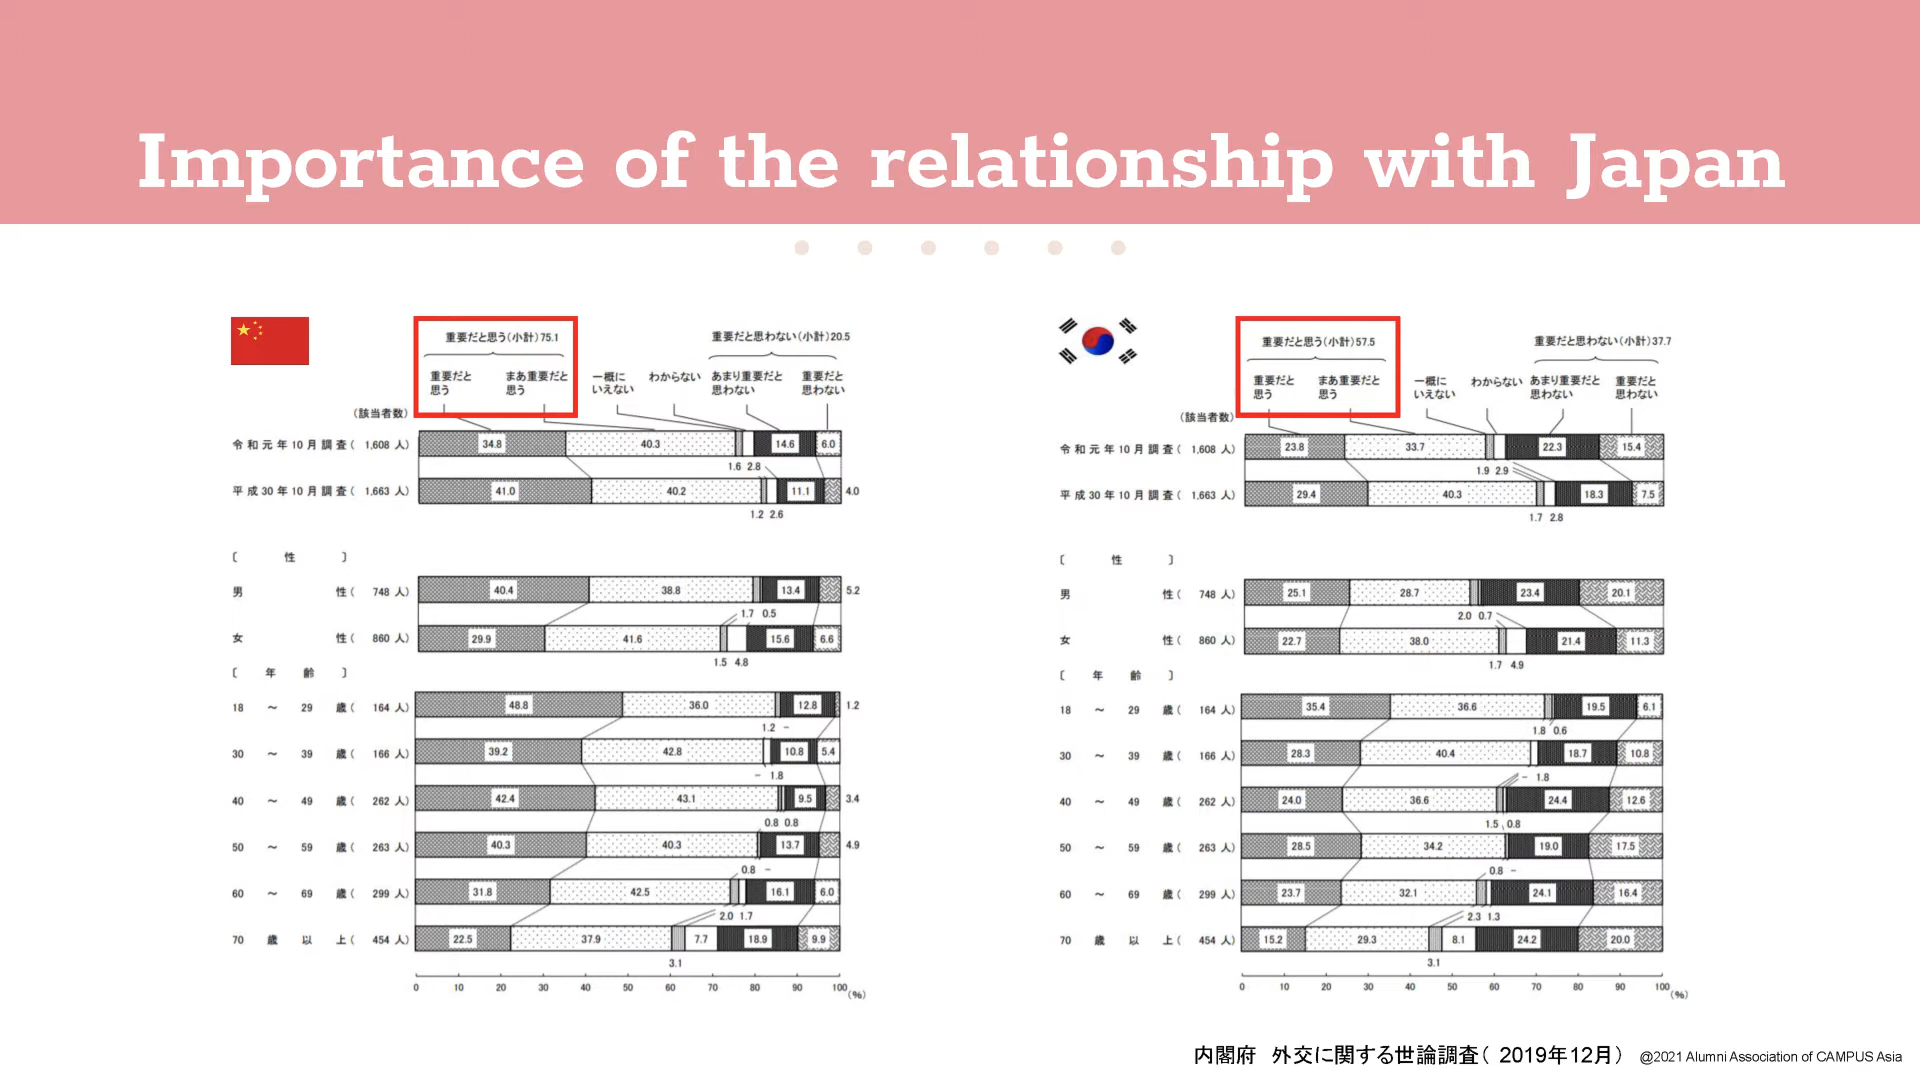 Importance of the relationship with Japan
重要だと思う(小計)75.1
重要だと思わない(小計)20.5
重要だと思う
まあ重要だと思う
一概にいえない
わからない
あまり重要だと思わない
重要だと思わない
(該当者数)
令和元年10月調査( 1,608 人) 34.8 40.3 14.6 6.0
1.6 2.8
平成30年10月調査( 1,663 人) 41.0 40.2 11.1 4.0
1.2 2.6
〔 性 〕
男 性( 748 人) 40.4 38.8 13.4 5.2
1.7 0.5
女 性( 860 人) 29.9 41.6 15.6 6.6
1.5 4.8
〔 年 齢 〕
18 ~ 29 歳( 164 人) 48.8 36.0 12.8 1.2
1.2 -
30 ~ 39 歳( 166 人) 39.2 42.8 10.8 5.4
- 1.8
40 ~ 49 歳( 262 人) 42.4 43.1 9.5 3.4
0.8 0.8
50 ~ 59 歳( 263 人) 40.3 40.3 13.7 4.9
0.8 -
60 ~ 69 歳( 299 人) 31.8 42.5 16.1 6.0
2.0 1.7
70 歳 以 上( 454 人) 22.5 37.9 7.7 18.9 9.9
3.1
0 10 20 30 40 50 60 70 80 90 100
(%)
重要だと思う(小計)57.5
重要だと思わない(小計)37.7
重要だと思う
まあ重要だと思う
一概にいえない
わからない
あまり重要だと思わない
重要だと思わない
(該当者数)
令和元年10月調査( 1,608 人) 23.8 33.7 22.3 15.4
1.9 2.9
平成30年10月調査( 1,663 人) 29.4 40.3 18.3 7.5
1.7 2.8
〔 性 〕
男 性( 748 人) 25.1 28.7 23.4 20.1
2.0 0.7
女 性( 860 人) 22.7 38.0 21.4 11.3
1.7 4.9
〔 年 齢 〕
18 ~ 29 歳( 164 人) 35.4 36.6 19.5 6.1
1.8 0.6
30 ~ 39 歳( 166 人) 28.3 40.4 18.7 10.8
- 1.8
40 ~ 49 歳( 262 人) 24.0 36.6 24.4 12.6
1.5 0.8
50 ~ 59 歳( 263 人) 28.5 34.2 19.0 17.5
0.8 -
60 ~ 69 歳( 299 人) 23.7 32.1 24.1 16.4
2.3 1.3
70 歳 以 上( 454 人) 15.2 29.3 8.1 24.2 20.0
3.1
0 10 20 30 40 50 60 70 80 90 100
(%)
内閣府 外交に関する世論調査( 2019年12月) @2021 Alumni Association of CAMPUS Asia